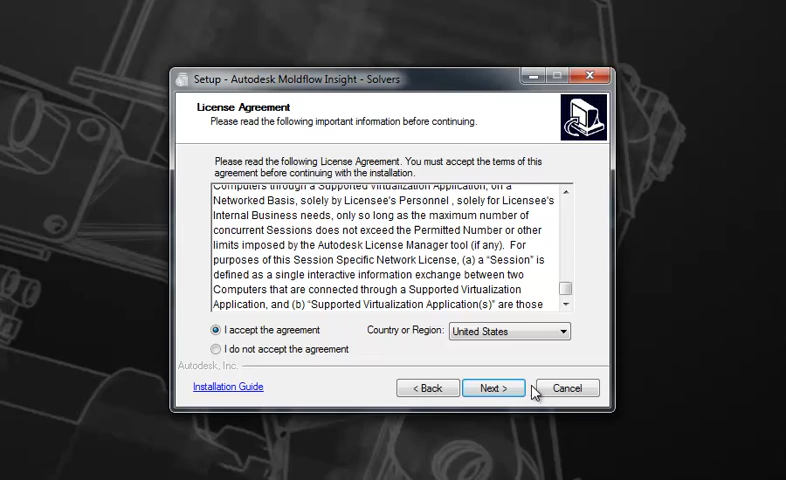 Setup - Autodesk Moldflow Insight - Solvers
License Agreement
Please read the following important information before continuing.
Please read the following License Agreement. You must accept the terms of this
agreement before continuing with the installation.
Computers through a Supported Virtualization Application, on a
Networked Basis, solely by Licensee's Personnel , solely for Licensee's
Internal Business needs, only so long as the maximum number of
concurrent Sessions does not exceed the Permitted Number or other
limits imposed by the Autodesk License Manager tool (if any). For
purposes of this Session Specific Network License, (a) a “Session” is
defined as a single interactive information exchange between two
Computers that are connected through a Supported Virtualization
Application, and (b) “Supported Virtualization Application(s)” are those
I accept the agreement
Country or Region:
United States
I do not accept the agreement
Autodesk, Inc.
Installation Guide
< Back
Next >
Cancel